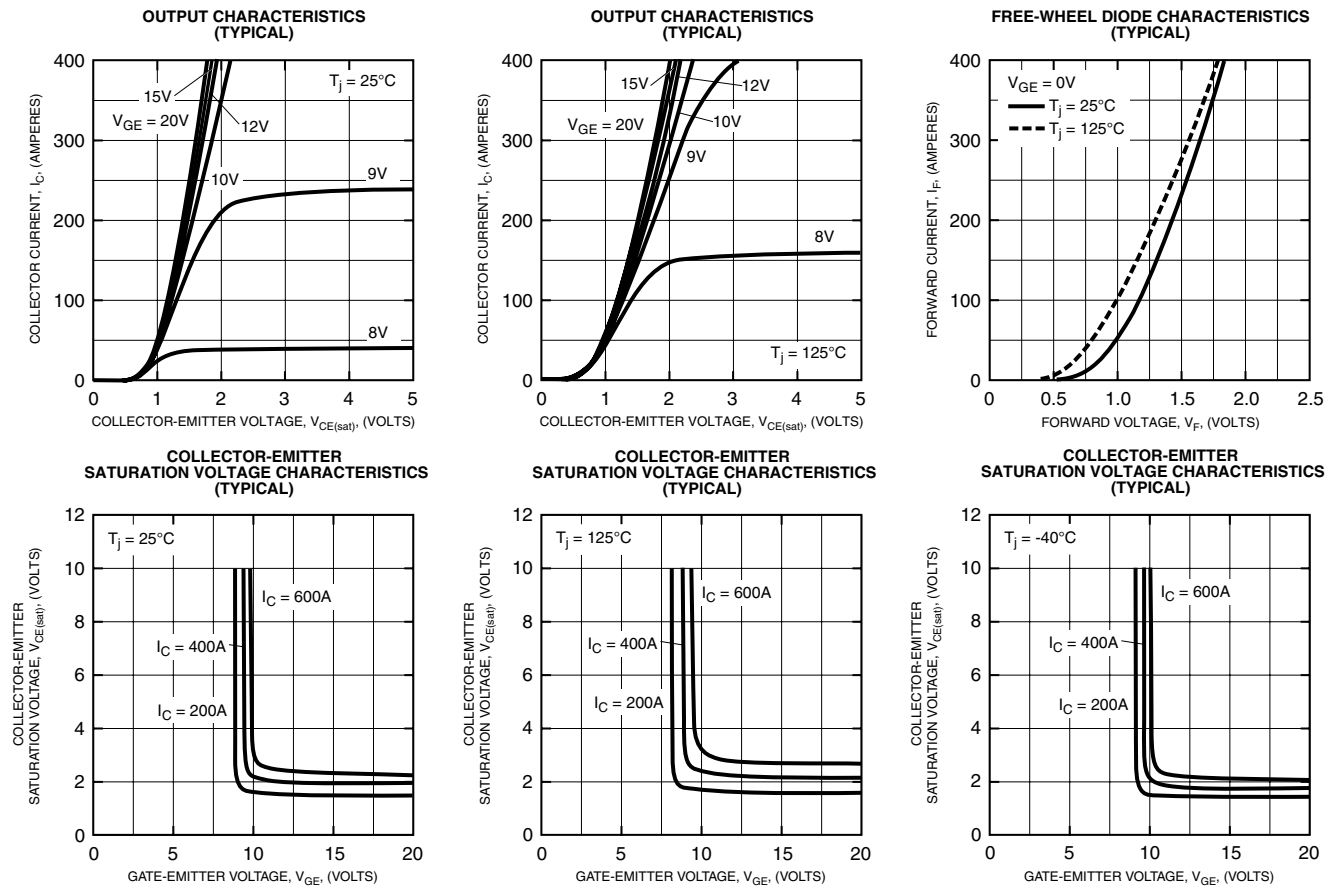 OUTPUT CHARACTERISTICS
(TYPICAL)
COLLECTOR CURRENT, IC, (AMPERES)
400
300
200
100
0
Tj = 25°C
15V
VGE = 20V
12V
10V
9V
8V
0 1 2 3 4 5
COLLECTOR-EMITTER VOLTAGE, VCE(sat), (VOLTS)
OUTPUT CHARACTERISTICS
(TYPICAL)
COLLECTOR CURRENT, IC, (AMPERES)
400
300
200
100
0
15V
12V
VGE = 20V
10V
9V
8V
Tj = 125°C
0 1 2 3 4 5
COLLECTOR-EMITTER VOLTAGE, VCE(sat), (VOLTS)
FREE-WHEEL DIODE CHARACTERISTICS
(TYPICAL)
FORWARD CURRENT, IF, (AMPERES)
400
300
200
100
0
VGE = 0V
Tj = 25°C
Tj = 125°C
0 0.5 1.0 1.5 2.0 2.5
FORWARD VOLTAGE, VF, (VOLTS)
COLLECTOR-EMITTER
SATURATION VOLTAGE CHARACTERISTICS
(TYPICAL)
COLLECTOR-EMITTER
SATURATION VOLTAGE, VCE(sat), (VOLTS)
12
10
8
6
4
2
0
Tj = 25°C
IC = 600A
IC = 400A
IC = 200A
0 5 10 15 20
GATE-EMITTER VOLTAGE, VGE, (VOLTS)
COLLECTOR-EMITTER
SATURATION VOLTAGE CHARACTERISTICS
(TYPICAL)
COLLECTOR-EMITTER
SATURATION VOLTAGE, VCE(sat), (VOLTS)
12
10
8
6
4
2
0
Tj = 125°C
IC = 600A
IC = 400A
IC = 200A
0 5 10 15 20
GATE-EMITTER VOLTAGE, VGE, (VOLTS)
COLLECTOR-EMITTER
SATURATION VOLTAGE CHARACTERISTICS
(TYPICAL)
COLLECTOR-EMITTER
SATURATION VOLTAGE, VCE(sat), (VOLTS)
12
10
8
6
4
2
0
Tj = -40°C
IC = 600A
IC = 400A
IC = 200A
0 5 10 15 20
GATE-EMITTER VOLTAGE, VGE, (VOLTS)